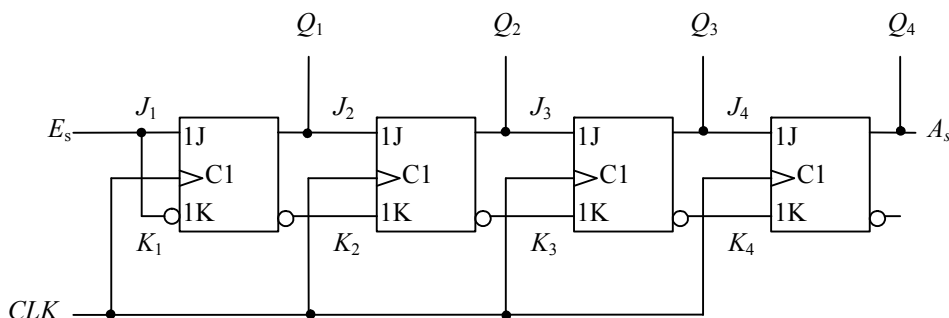 Q1 Q2 Q3 Q4
J1 J2 J3 J4
Es 1J 1J 1J 1J As
C1 C1 C1 C1
1K 1K 1K 1K
K1 K2 K3 K4
CLK